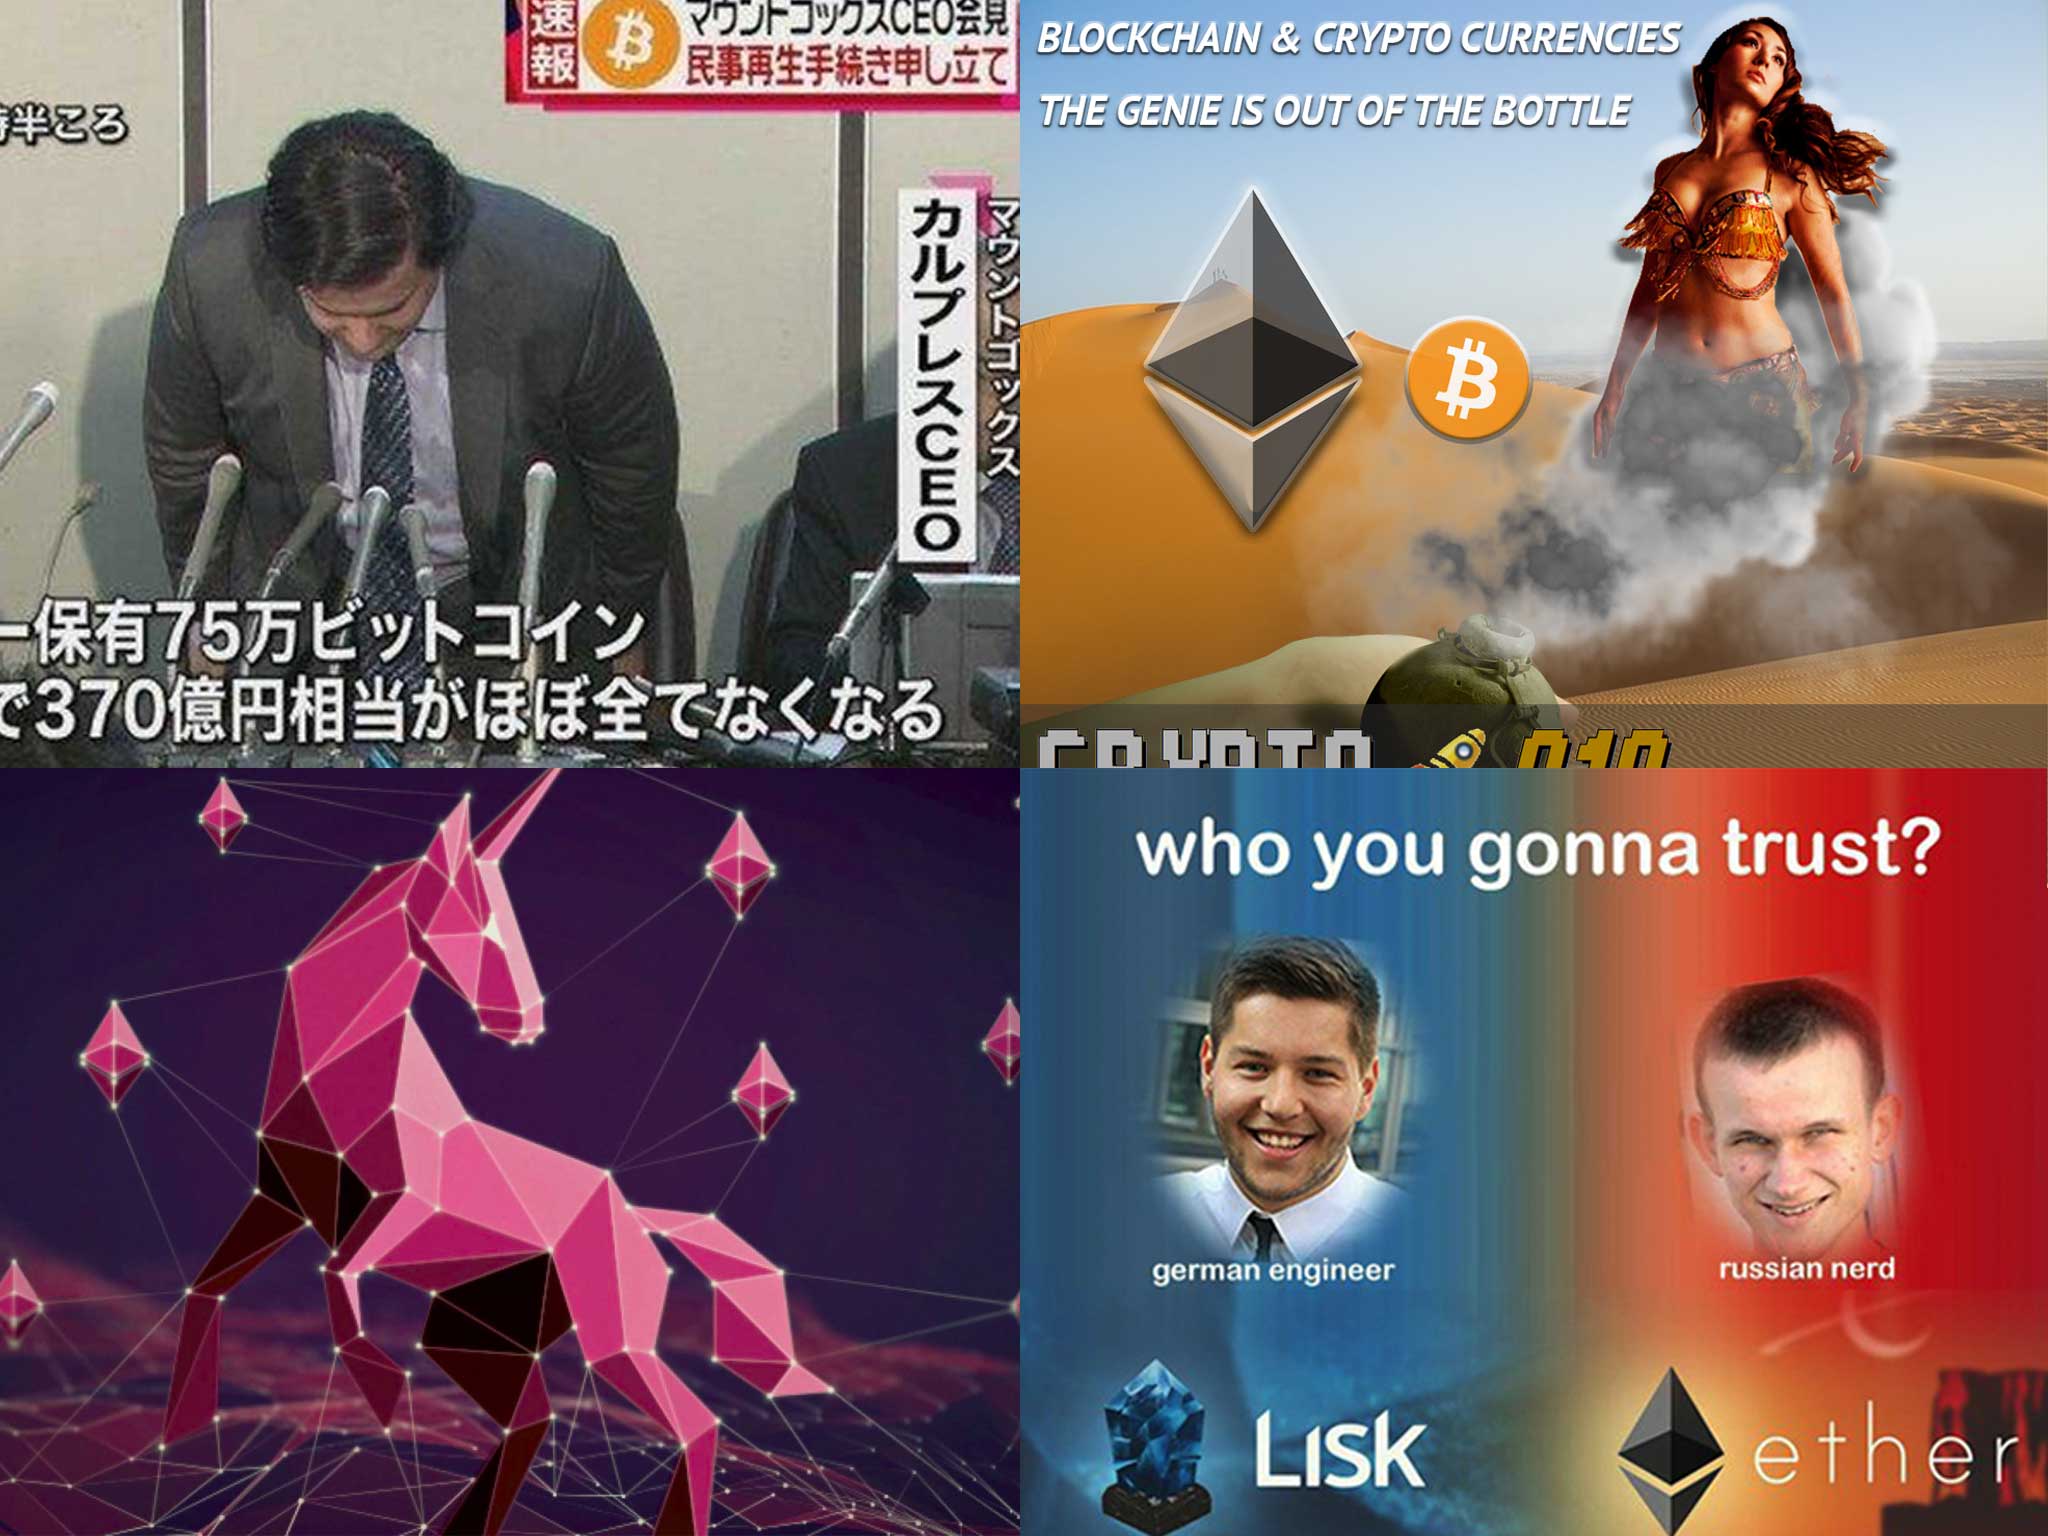 速報
マウントゴックスCEO会見
民事再生手続き申し立て
時半ころ
マウントゴックス
カルプレスCEO
ー保有75万ビットコイン
で370億円相当がほぼ全てなくなる
BLOCKCHAIN & CRYPTO CURRENCIES
THE GENIE IS OUT OF THE BOTTLE
CRYPTO 010
who you gonna trust?
german engineer
russian nerd
LISK
ether